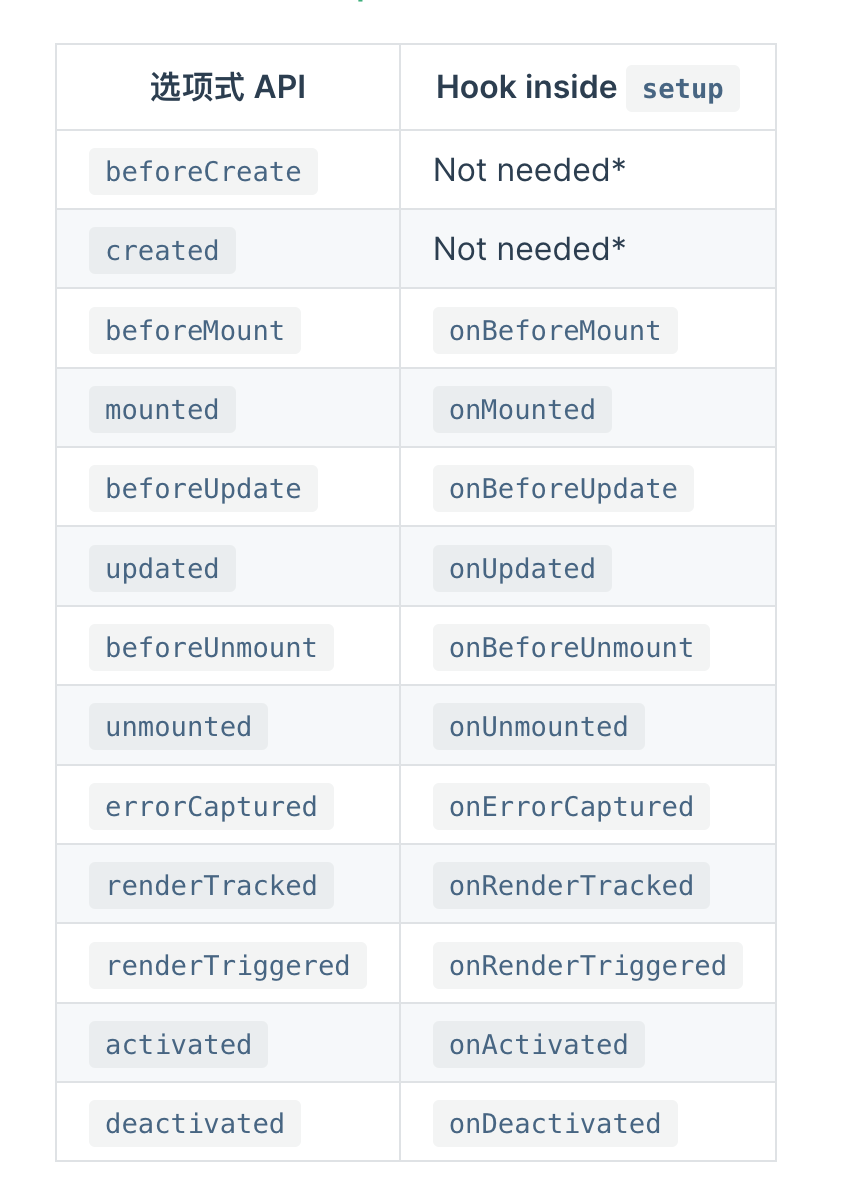 选项式 API Hook inside setup
beforeCreate Not needed*
created Not needed*
beforeMount onBeforeMount
mounted onMounted
beforeUpdate onBeforeUpdate
updated onUpdated
beforeUnmount onBeforeUnmount
unmounted onUnmounted
errorCaptured onErrorCaptured
renderTracked onRenderTracked
renderTriggered onRenderTriggered
activated onActivated
deactivated onDeactivated